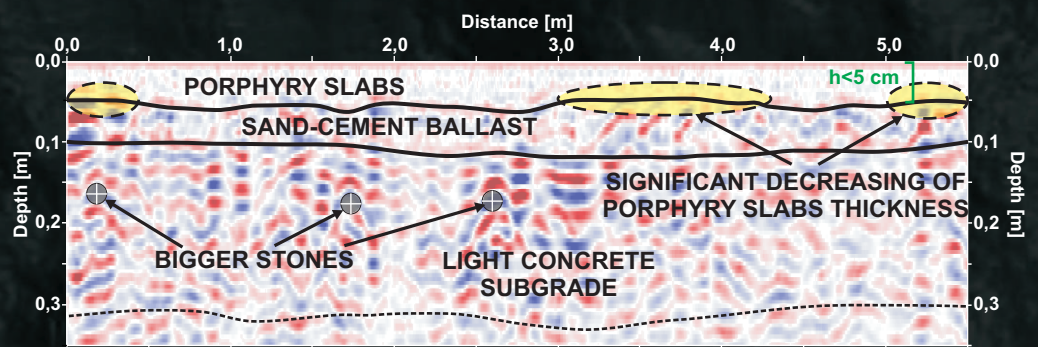 Distance [m]
0,0 1,0 2,0 3,0 4,0 5,0
0,0 0,0
h<5 cm
PORPHYRY SLABS
SAND-CEMENT BALLAST
0,1 0,1
Depth [m] Depth [m]
SIGNIFICANT DECREASING OF
PORPHYRY SLABS THICKNESS
0,2 0,2
BIGGER STONES
LIGHT CONCRETE
SUBGRADE
0,3 0,3